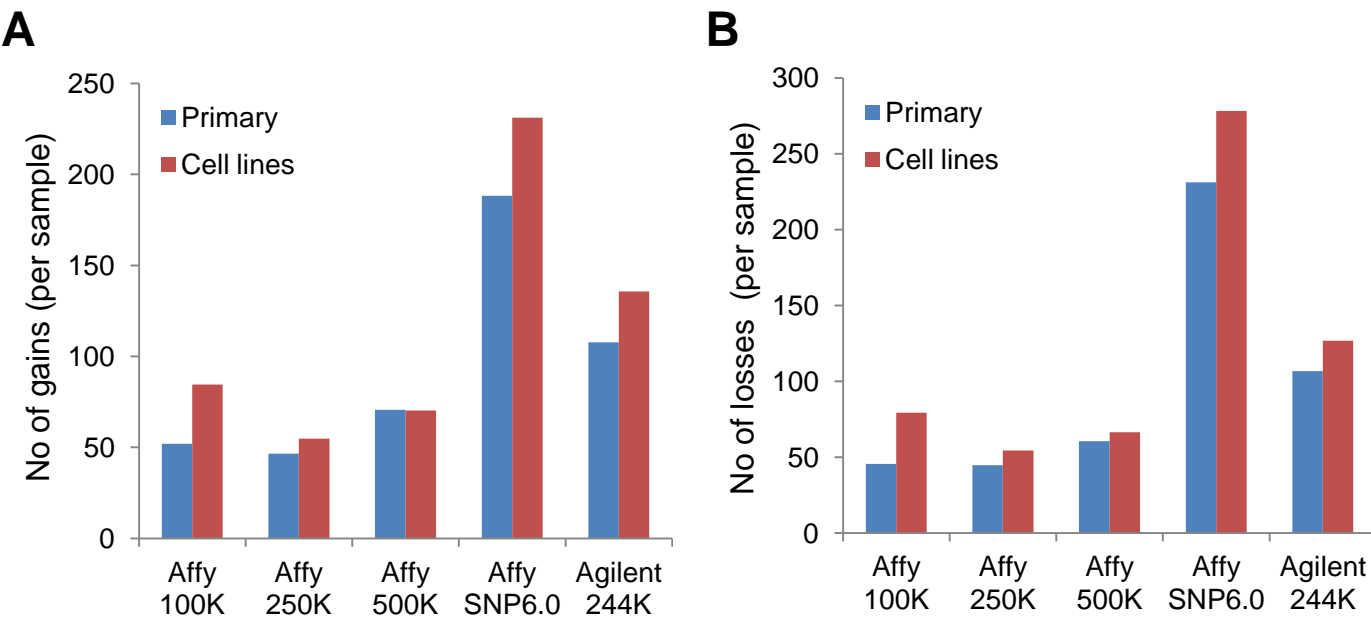 A
No of gains (per sample)
250
200
150
100
50
0
Primary
Cell lines
Affy 100K
Affy 250K
Affy 500K
Affy SNP6.0
Agilent 244K
B
No of losses (per sample)
300
250
200
150
100
50
0
Primary
Cell lines
Affy 100K
Affy 250K
Affy 500K
Affy SNP6.0
Agilent 244K